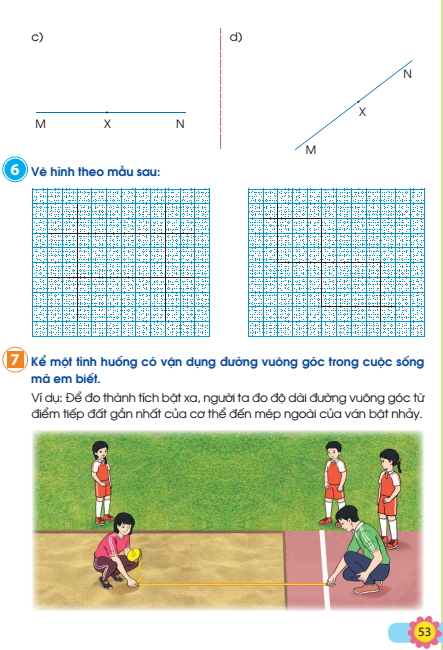 c)
d)
M X N
N
X
M
6 Vẽ hình theo mẫu sau:
7 Kể một tình huống có vận dụng đường vuông góc trong cuộc sống
mà em biết.
Ví dụ: Để đo thành tích bật xa, người ta đo độ dài đường vuông góc từ
điểm tiếp đất gần nhất của cơ thể đến mép ngoài của ván bật nhảy.
53